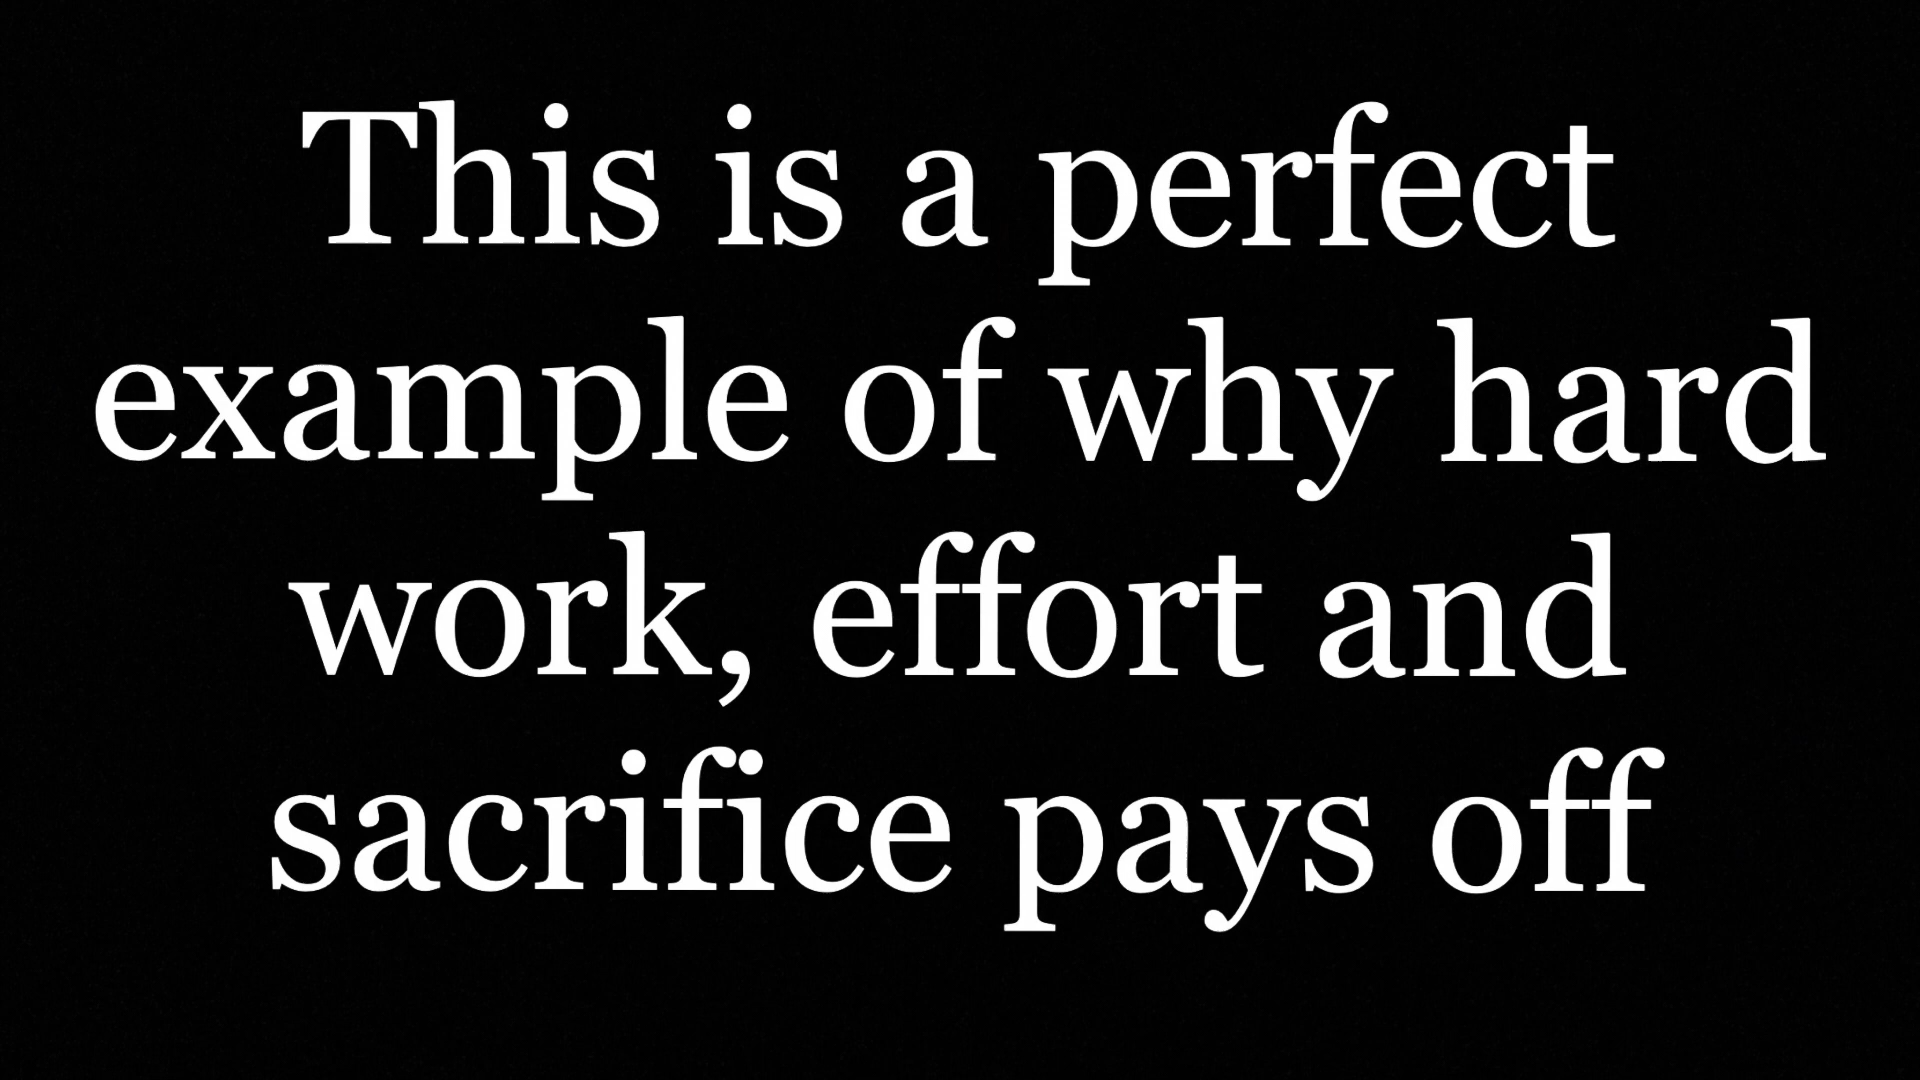 This is a perfect
example of why hard
work, effort and
sacrifice pays off